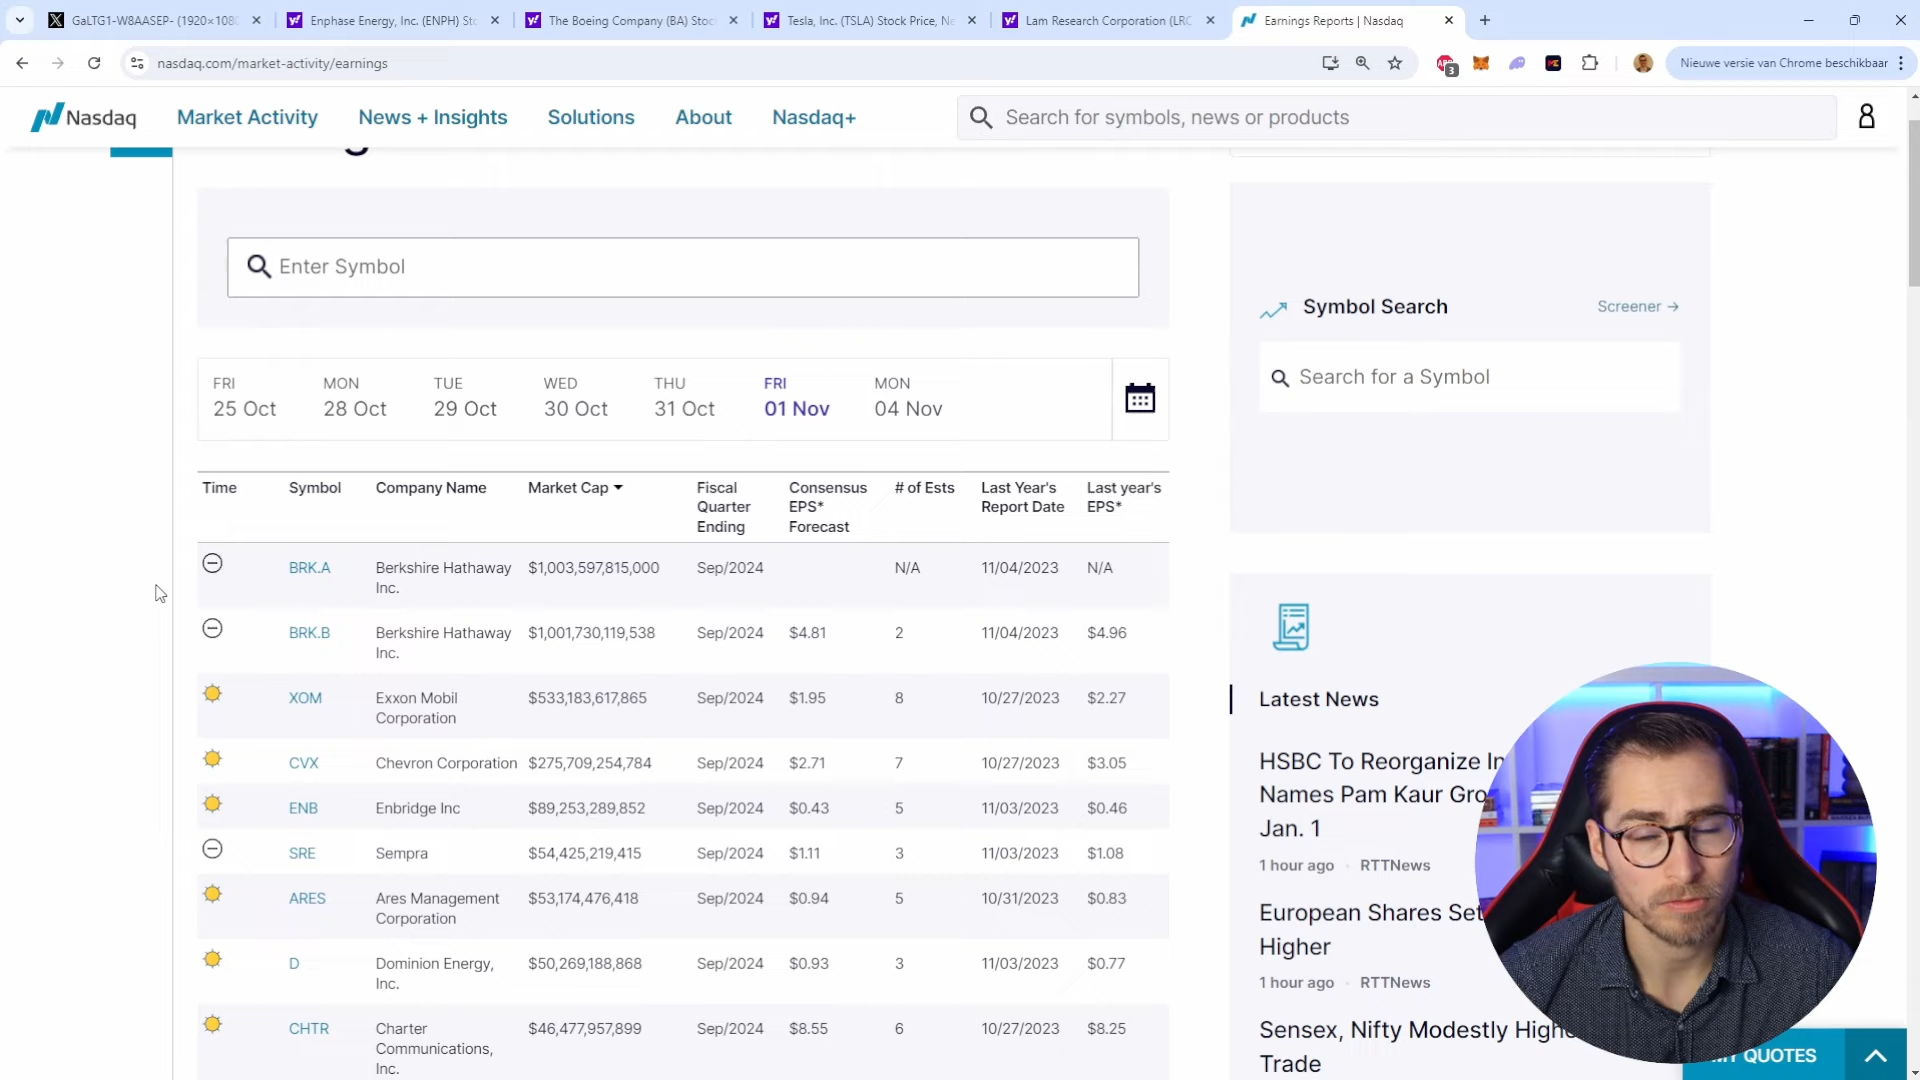 GaLTG1-W8AASEP- (1920×1080
Enphase Energy, Inc. (ENPH) Sto
The Boeing Company (BA) Stoc
Tesla, Inc. (TSLA) Stock Price, Ne
Lam Research Corporation (LRC
Earnings Reports | Nasdaq
nasdaq.com/market-activity/earnings
3
Nieuwe versie van Chrome beschikbaar
Nasdaq
Market Activity
News + Insights
Solutions
About
Nasdaq+
Search for symbols, news or products
Enter Symbol
Symbol Search
Screener →
Search for a Symbol
FRI
25 Oct
MON
28 Oct
TUE
29 Oct
WED
30 Oct
THU
31 Oct
FRI
01 Nov
MON
04 Nov
Time Symbol Company Name Market Cap Fiscal Quarter Ending Consensus EPS* Forecast # of Ests Last Year's Report Date Last year's EPS*
BRK.A Berkshire Hathaway Inc. $1,003,597,815,000 Sep/2024 N/A 11/04/2023 N/A
BRK.B Berkshire Hathaway Inc. $1,001,730,119,538 Sep/2024 $4.81 2 11/04/2023 $4.96
XOM Exxon Mobil Corporation $533,183,617,865 Sep/2024 $1.95 8 10/27/2023 $2.27
CVX Chevron Corporation $275,709,254,784 Sep/2024 $2.71 7 10/27/2023 $3.05
ENB Enbridge Inc $89,253,289,852 Sep/2024 $0.43 5 11/03/2023 $0.46
SRE Sempra $54,425,219,415 Sep/2024 $1.11 3 11/03/2023 $1.08
ARES Ares Management Corporation $53,174,476,418 Sep/2024 $0.94 5 10/31/2023 $0.83
D Dominion Energy, Inc. $50,269,188,868 Sep/2024 $0.93 3 11/03/2023 $0.77
CHTR Charter Communications, Inc. $46,477,957,899 Sep/2024 $8.55 6 10/27/2023 $8.25
Latest News
HSBC To Reorganize In
Names Pam Kaur Gro
Jan. 1
1 hour ago · RTTNews
European Shares Set
Higher
1 hour ago · RTTNews
Sensex, Nifty Modestly High
Trade
QUOTES